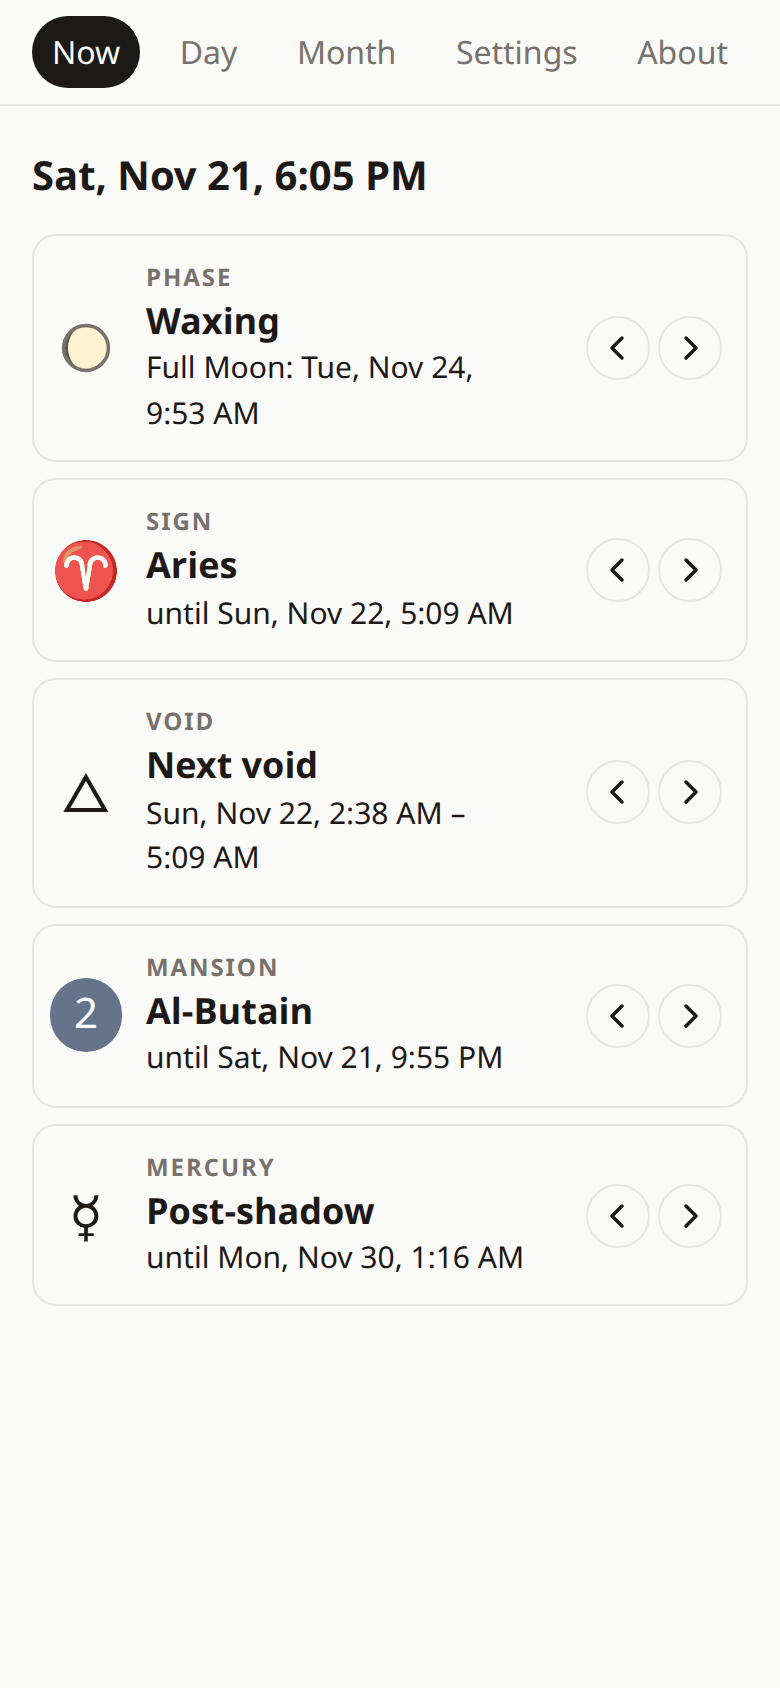 Now Day Month Settings About
Sat, Nov 21, 6:05 PM
PHASE
Waxing
Full Moon: Tue, Nov 24,
9:53 AM
SIGN
♈
Aries
until Sun, Nov 22, 5:09 AM
VOID
Next void
Sun, Nov 22, 2:38 AM –
5:09 AM
MANSION
2
Al-Butain
until Sat, Nov 21, 9:55 PM
MERCURY
☿
Post-shadow
until Mon, Nov 30, 1:16 AM